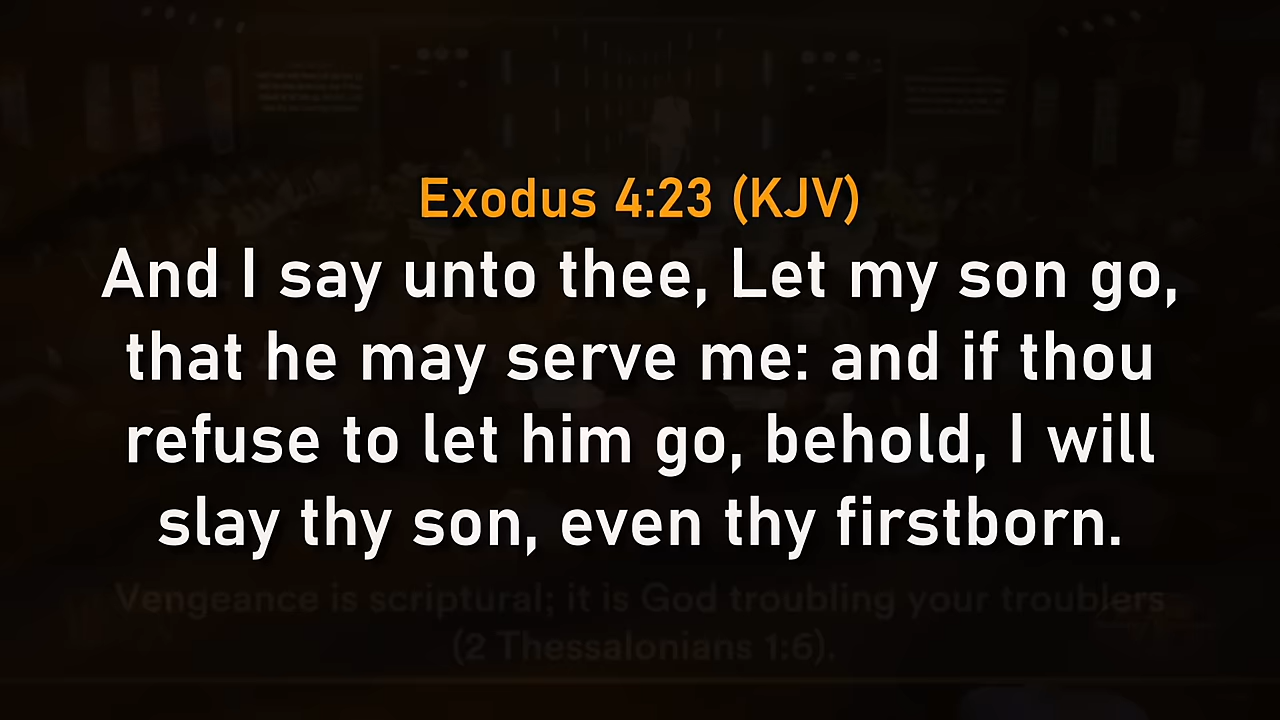 Exodus 4:23 (KJV)
And I say unto thee, Let my son go,
that he may serve me: and if thou
refuse to let him go, behold, I will
slay thy son, even thy firstborn.
Vengeance is scriptural; it is God troubling your troublers
(2 Thessalonians 1:6).